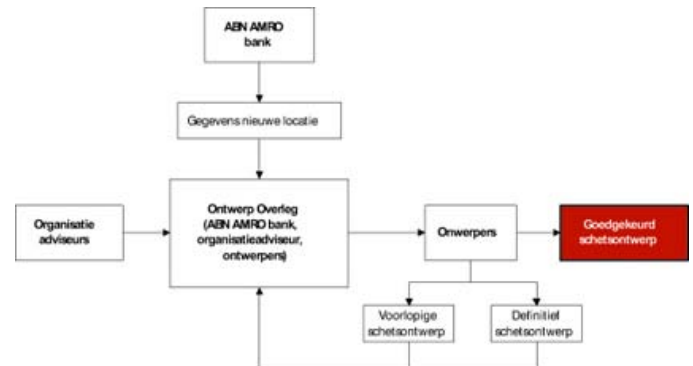 ABN AMRO
bank
Gegevens nieuwe locatie
Organisatie
adviseurs
Ontwerp Overleg
(ABN AMRO bank,
organisatieadviseur,
ontwerpers)
Onwerpers
Goedgekeurd
schetsontwerp
Voorlopige
schetsontwerp
Definitief
schetsontwerp